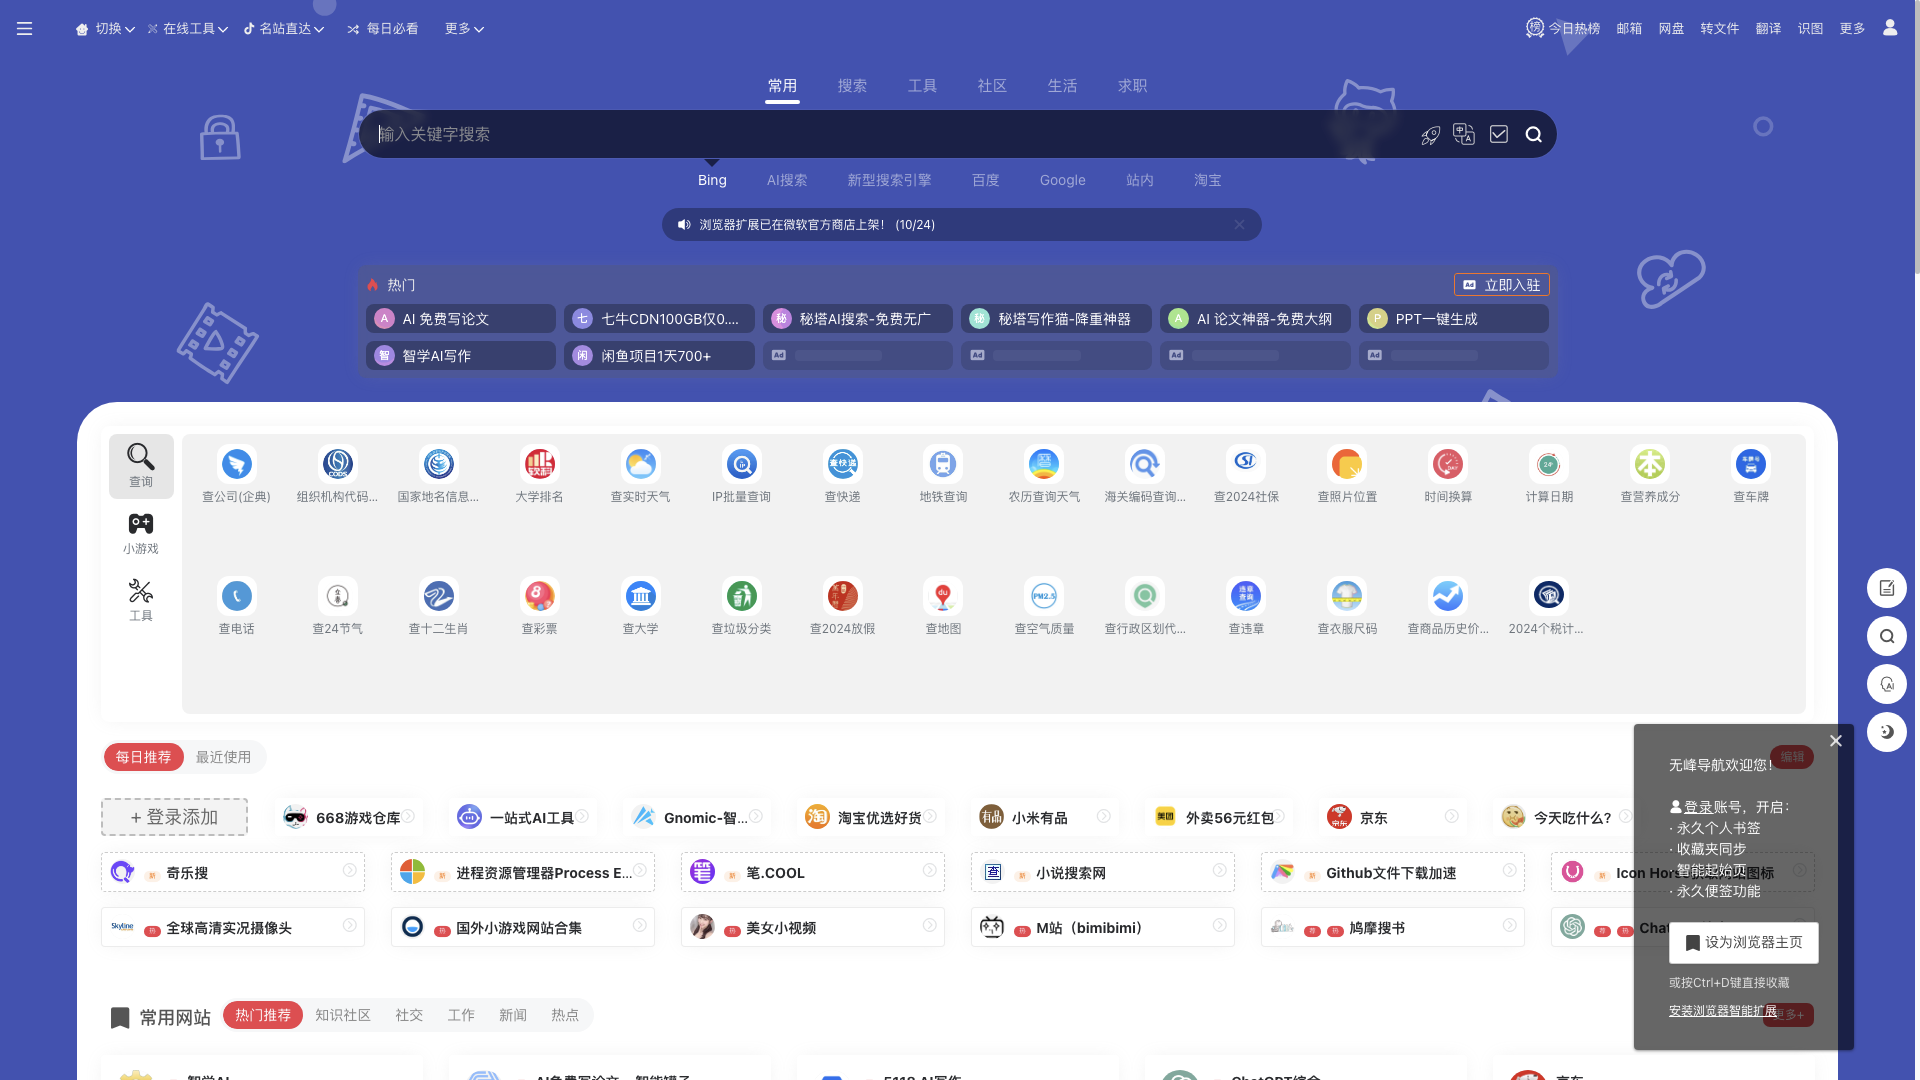 切换 在线工具 名站直达 每日必看 更多
今日热榜 邮箱 网盘 转文件 翻译 识图 更多
常用 搜索 工具 社区 生活 求职
输入关键字搜索
Bing AI搜索 新型搜索引擎 百度 Google 站内 淘宝
浏览器扩展已在微软官方商店上架！ (10/24)
热门
Ad 立即入驻
A AI 免费写论文
七 七牛CDN100GB仅0....
秘 秘塔AI搜索-免费无广
秘 秘塔写作猫-降重神器
A AI 论文神器-免费大纲
P PPT一键生成
智 智学AI写作
闲 闲鱼项目1天700+
Ad Ad Ad Ad
查询
小游戏
工具
查公司(企典) 组织机构代码... 国家地名信息... 大学排名 查实时天气 IP批量查询 查快递 地铁查询 农历查询天气 海关编码查询... 查2024社保 查照片位置 时间换算 计算日期 查营养成分 查车牌
查电话 查24节气 查十二生肖 查彩票 查大学 查垃圾分类 查2024放假 查地图 查空气质量 查行政区划代... 查违章 查衣服尺码 查商品历史价... 2024个税计...
每日推荐 最近使用
编辑
+ 登录添加
668游戏仓库
一站式AI工具
Gnomic-智...
淘宝优选好货
小米有品
外卖56元红包
京东
今天吃什么?
奇乐搜
进程资源管理器Process E...
笔.COOL
小说搜索网
Github文件下载加速
全球高清实况摄像头
国外小游戏网站合集
美女小视频
M站（bimibimi）
鸠摩搜书
无峰导航欢迎您!
登录账号，开启：
· 永久个人书签
· 收藏夹同步
· 智能起始页
· 永久便签功能
设为浏览器主页
或按Ctrl+D键直接收藏
安装浏览器智能扩展
更多+
常用网站 热门推荐 知识社区 社交 工作 新闻 热点